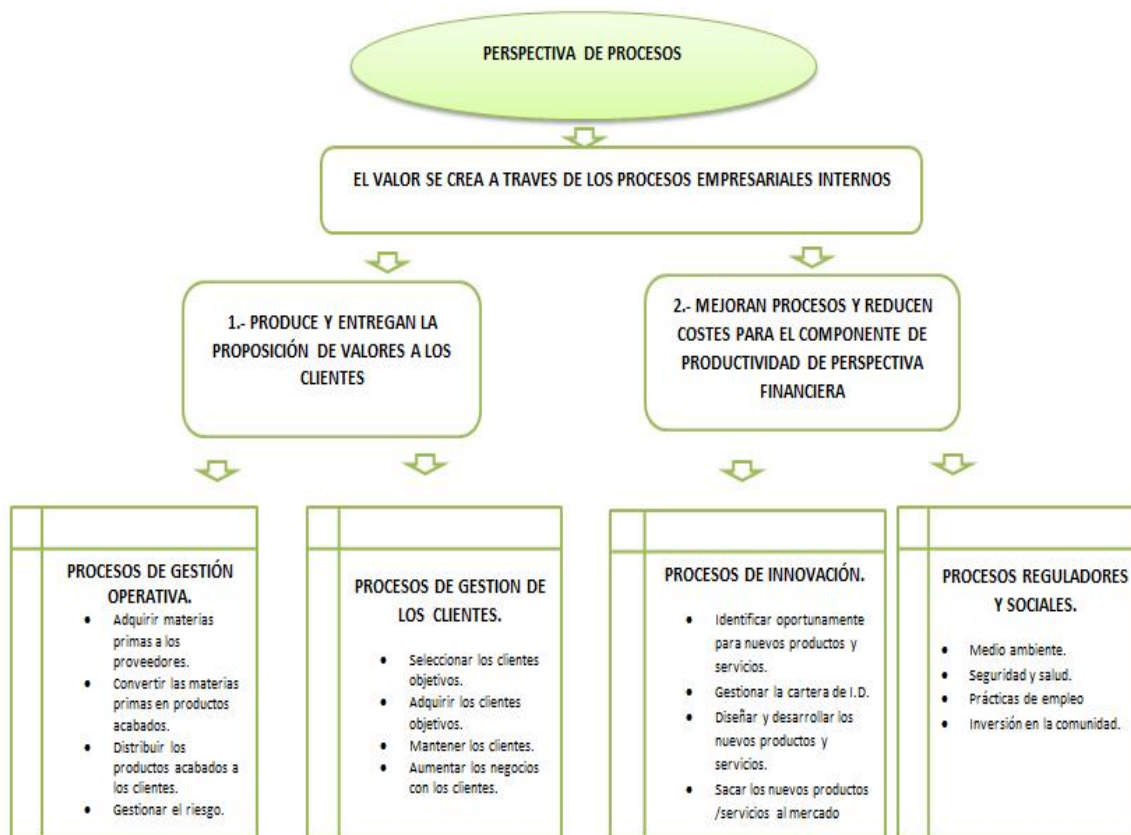 PERSPECTIVA DE PROCESOS
EL VALOR SE CREA A TRAVES DE LOS PROCESOS EMPRESARIALES INTERNOS
1.- PRODUCE Y ENTREGAN LA
PROPOSICIÓN DE VALORES A LOS
CLIENTES
2.- MEJORAN PROCESOS Y REDUCEN
COSTES PARA EL COMPONENTE DE
PRODUCTIVIDAD DE PERSPECTIVA
FINANCIERA
PROCESOS DE GESTIÓN
OPERATIVA.
• Adquirir materias
primas a los
proveedores.
• Convertir las materias
primas en productos
acabados.
• Distribuir los
productos acabados a
los clientes.
• Gestionar el riesgo.
PROCESOS DE GESTION DE
LOS CLIENTES.
• Seleccionar los clientes
objetivos.
• Adquirir los clientes
objetivos.
• Mantener los clientes.
• Aumentar los negocios
con los clientes.
PROCESOS DE INNOVACIÓN.
• Identificar oportunamente
para nuevos productos y
servicios.
• Gestionar la cartera de I.D.
• Diseñar y desarrollar los
nuevos productos y
servicios.
• Sacar los nuevos productos
/servicios al mercado
PROCESOS REGULADORES
Y SOCIALES.
• Medio ambiente.
• Seguridad y salud.
• Prácticas de empleo
• Inversión en la comunidad.